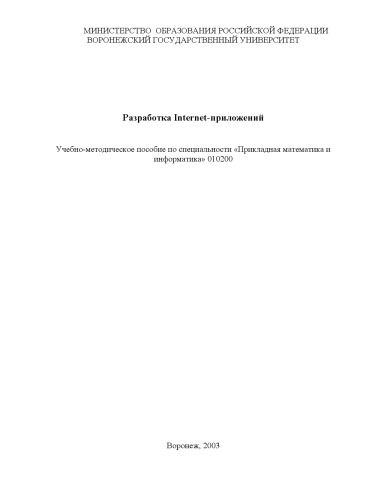 МИНИСТЕРСТВО ОБРАЗОВАНИЯ РОССИЙСКОЙ ФЕДЕРАЦИИ
ВОРОНЕЖСКИЙ ГОСУДАРСТВЕННЫЙ УНИВЕРСИТЕТ
Разработка Internet-приложений
Учебно-методическое пособие по специальности «Прикладная математика и
информатика» 010200
Воронеж, 2003